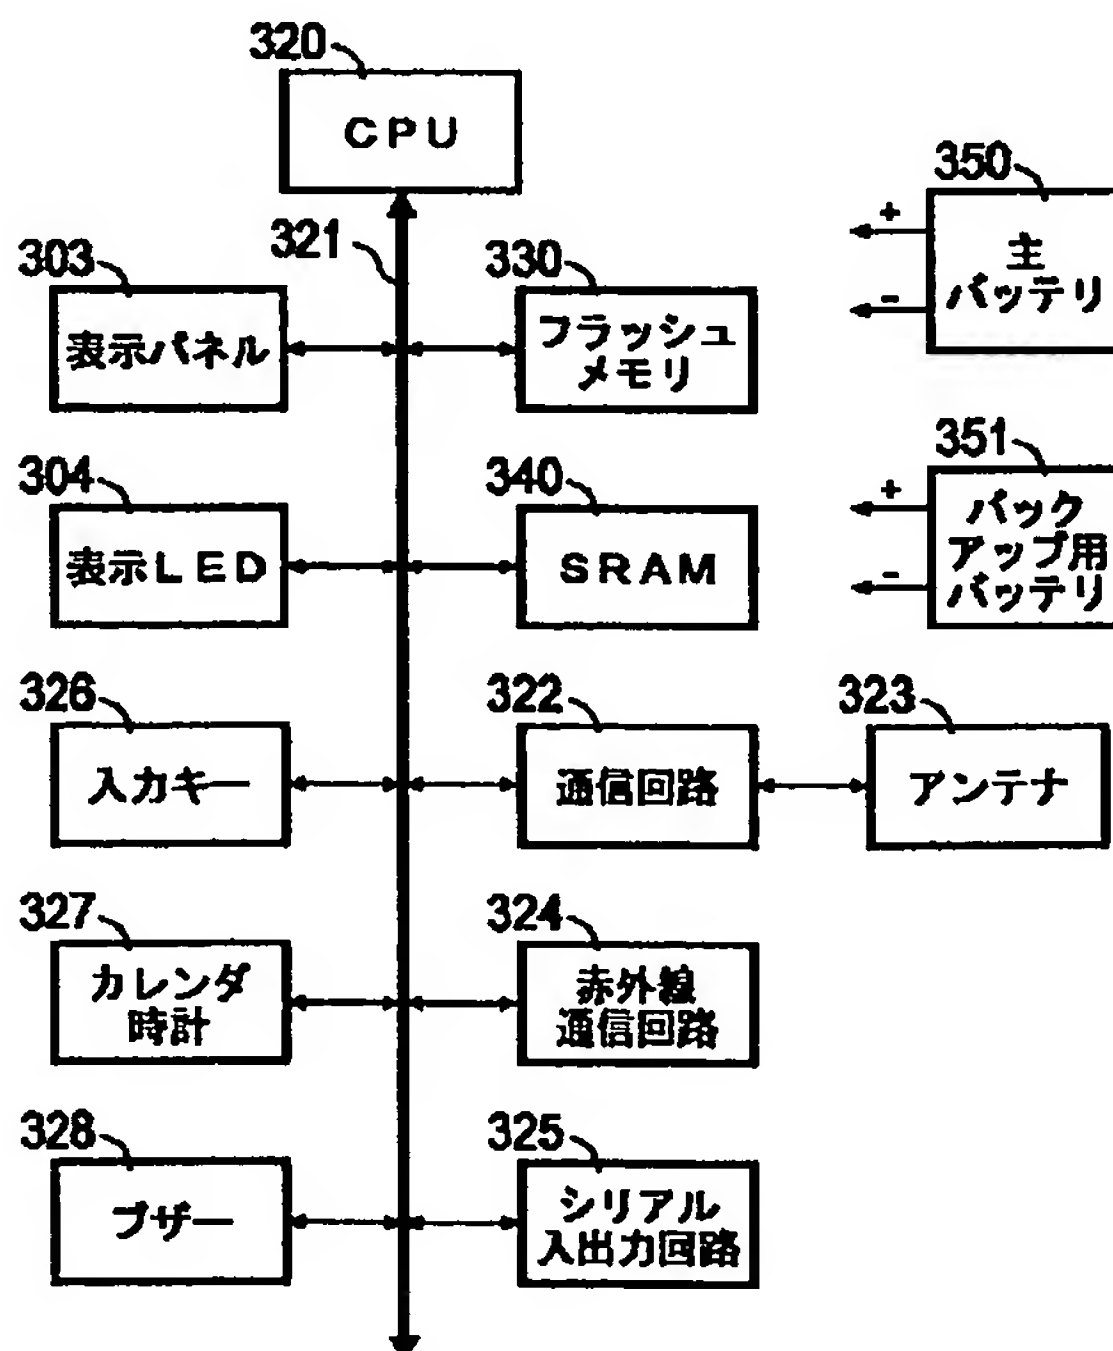 320
CPU
321
350
+
主
バッテリ
-
303
表示パネル
330
フラッシュ
メモリ
351
+
バック
アップ用
バッテリ
-
304
表示LED
340
SRAM
326
入力キー
322
通信回路
323
アンテナ
327
カレンダ
時計
324
赤外線
通信回路
328
ブザー
325
シリアル
入出力回路